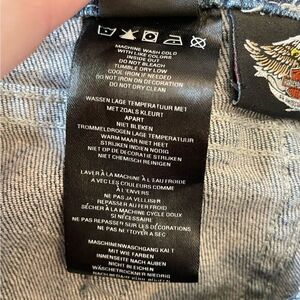 MACHINE WASH COLD
WITH LIKE COLORS
INSIDE OUT
DO NOT BLEACH
TUMBLE DRY LOW
COOL IRON IF NEEDED
DO NOT IRON ON DECORATION
DO NOT DRY CLEAN
WASSEN LAGE TEMPERATUUR MET
MET ZOALS KLEURT
APART
NIET BLEKEN
TROMMELDROGEN LAGE TEMPERATUUR
WARM MAAR NIET HEET
STRIJKEN INDIEN NODIG
NIET OP DE DECORATIE STRIJKEN
NIET CHEMISCH REINIGEN
LAVER À LA MACHINE À L'EAU FROIDE
A VEC LES COULEURS COMME
À L'ENVERS
NE PAS BLANCHIR
SÉCHER À LA MACHINE CYCLE DOUX
REPASSER AU FER FROID
SI NÉCESSAIRE
NE PAS REPASSER SUR LES DÉCORATIONS
NE PAS NETTOYER A SEC
MASCHINENWASCHGANG KALT
MIT WIE FARBEN
INNEN NACH AUSSEN
NICHT BLEICHEN
WÄSCHETROCKNER NIEDRIG